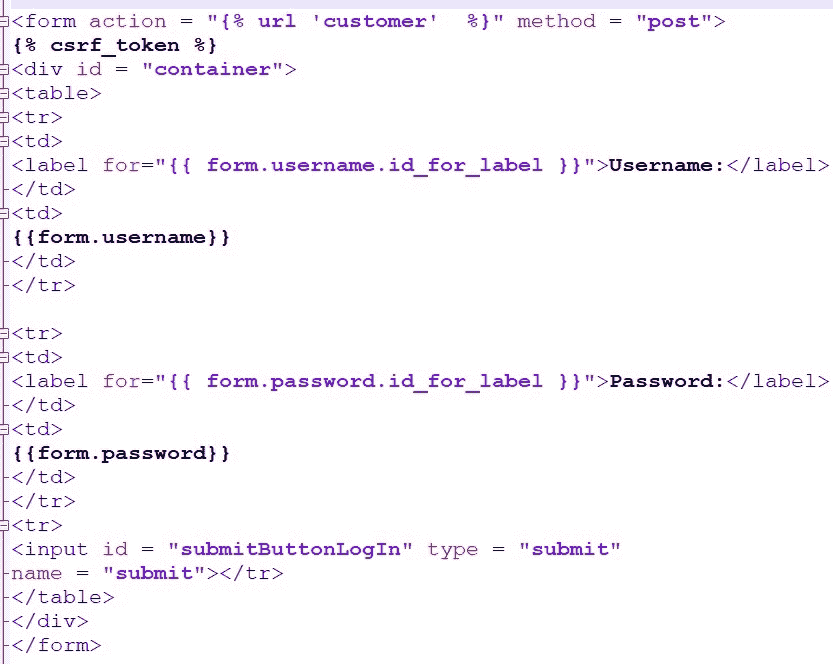 <form action = "{% url 'customer'  %}" method = "post">
{% csrf_token %}
<div id = "container">
<table>
<tr>
<td>
<label for="{{ form.username.id_for_label }}">Username:</label>
</td>
<td>
{{form.username}}
</td>
</tr>
<tr>
<td>
<label for="{{ form.password.id_for_label }}">Password:</label>
</td>
<td>
{{form.password}}
</td>
</tr>
<tr>
<input id = "submitButtonLogIn" type = "submit"
name = "submit"></tr>
</table>
</div>
</form>